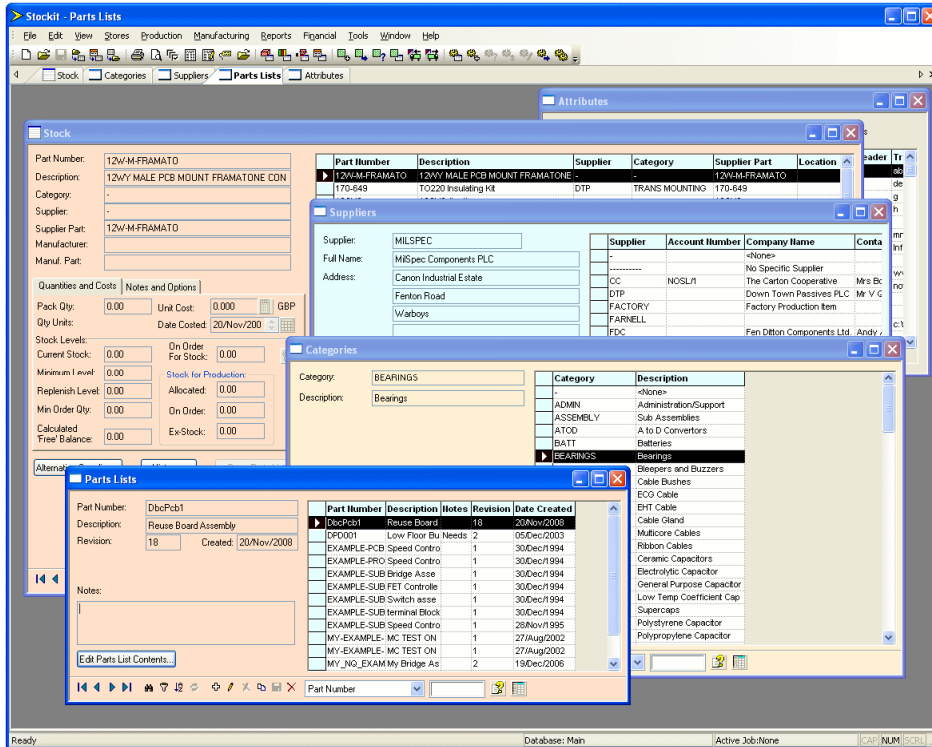 Stockit - Parts Lists
File Edit View Stores Production Manufacturing Reports Financial Tools Window Help
Stock Categories Suppliers Parts Lists Attributes
Attributes
Stock
Part Number: 12W-M-FRAMATO
Description: 12WY MALE PCB MOUNT FRAMATONE CON
Category: -
Supplier: -
Supplier Part: 12W-M-FRAMATO
Manufacturer:
Manuf. Part:
Part Number Description Supplier Category Supplier Part Location
12W-M-FRAMATO 12WY MALE PCB MOUNT FRAMATONE - - 12W-M-FRAMATO
170-649 TO220 Insulating Kit DTP TRANS MOUNTING 170-649
Quantities and Costs Notes and Options
Pack Qty: 0.00 Unit Cost: 0.000 GBP
Qty Units: Date Costed: 20/Nov/200
Stock Levels:
Current Stock: 0.00 On Order For Stock: 0.00
Minimum Level: 0.00 Stock for Production:
Replenish Level: 0.00 Allocated: 0.00
Min Order Qty: 0.00 On Order: 0.00
Calculated 'Free' Balance: 0.00 Ex-Stock: 0.00
Suppliers
Supplier: MILSPEC
Full Name: MilSpec Components PLC
Address: Canon Industrial Estate
Fenton Road
Warboys
Supplier Account Number Company Name Conta
- <None>
---------- No Specific Supplier
CC NOSL/1 The Carton Cooperative Mrs Bo
DTP Down Town Passives PLC Mr V G
FACTORY Factory Production Item
FARNELL
FDC Fen Ditton Components Ltd. Andy
Categories
Category: BEARINGS
Description: Bearings
Category Description
- <None>
ADMIN Administration/Support
ASSEMBLY Sub Assemblies
ATOD A to D Convertors
BATT Batteries
BEARINGS Bearings
Bleepers and Buzzers
Cable Bushes
ECG Cable
EHT Cable
Cable Gland
Multicore Cables
Ribbon Cables
Ceramic Capacitors
Electrolytic Capacitor
General Purpose Capacitor
Low Temp Coefficient Cap
Supercaps
Polystyrene Capacitor
Polypropylene Capacitor
Parts Lists
Part Number: DbcPcb1
Description: Reuse Board Assembly
Revision: 18 Created: 20/Nov/2008
Notes:
Edit Parts List Contents...
Part Number Description Notes Revision Date Created
DbcPcb1 Reuse Board 18 20/Nov/2008
DPD001 Low Floor Bu Needs 2 05/Dec/2003
EXAMPLE-PCB Speed Contro 1 30/Dec/1994
EXAMPLE-PRO Speed Contro 1 30/Dec/1994
EXAMPLE-SUB Bridge Asse 1 30/Dec/1994
EXAMPLE-SUB FET Controlle 1 30/Dec/1994
EXAMPLE-SUB Switch asse 1 30/Dec/1994
EXAMPLE-SUB terminal Block 1 30/Dec/1994
EXAMPLE-SUB Speed Contro 1 28/Nov/1995
MY-EXAMPLE- MC TEST ON 1 27/Aug/2002
MY-EXAMPLE- MC TEST ON 1 27/Aug/2002
MY_NQ_EXAM My Bridge As 2 19/Dec/2006
Part Number
Ready Database: Main Active Job:None CAP NUM SCRL